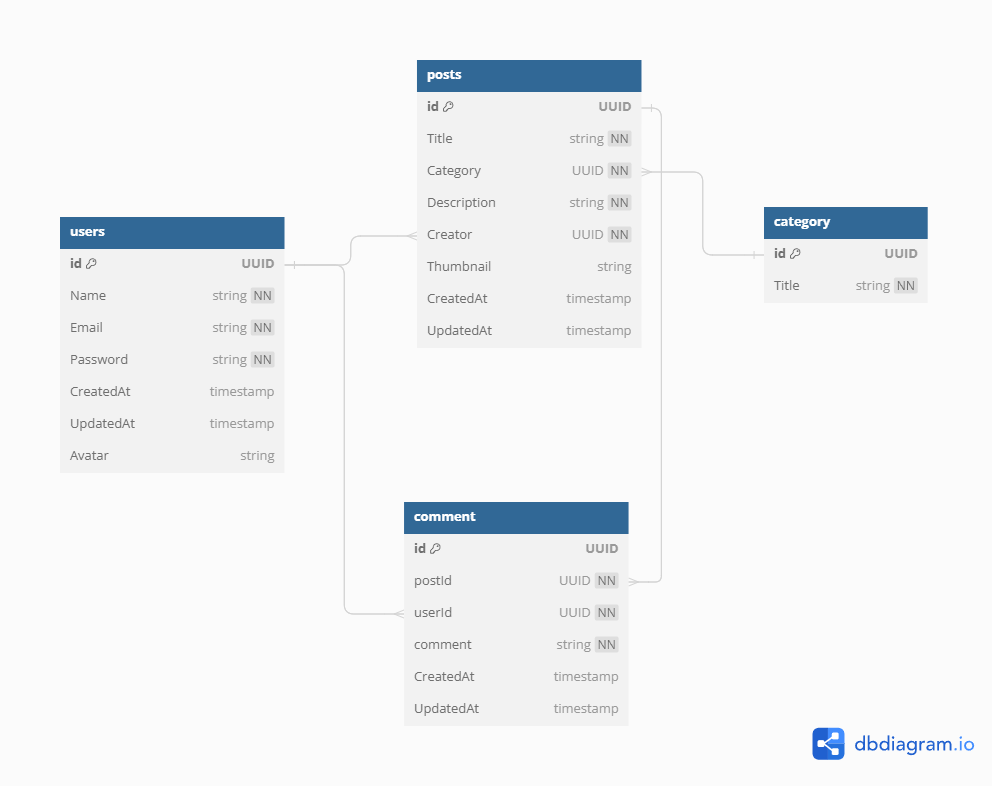 posts
id UUID
Title string NN
Category UUID NN
Description string NN
Creator UUID NN
Thumbnail string
CreatedAt timestamp
UpdatedAt timestamp
users
id UUID
Name string NN
Email string NN
Password string NN
CreatedAt timestamp
UpdatedAt timestamp
Avatar string
category
id UUID
Title string NN
comment
id UUID
postId UUID NN
userId UUID NN
comment string NN
CreatedAt timestamp
UpdatedAt timestamp
dbdiagram.io